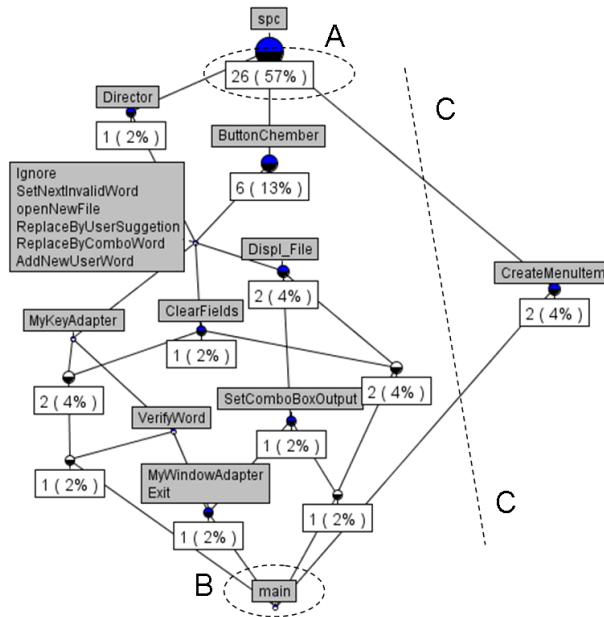 spc
A
26 ( 57% )
C
Director
1 ( 2% )
ButtonChember
6 ( 13% )
Ignore
SetNextInvalidWord
openNewFile
ReplaceByUserSuggetion
ReplaceByComboWord
AddNewUserWord
Displ_File
2 ( 4% )
CreateMenuItem
2 ( 4% )
MyKeyAdapter
ClearFields
1 ( 2% )
2 ( 4% )
2 ( 4% )
SetComboBoxOutput
1 ( 2% )
VerifyWord
1 ( 2% )
MyWindowAdapter
Exit
1 ( 2% )
1 ( 2% )
C
B
main